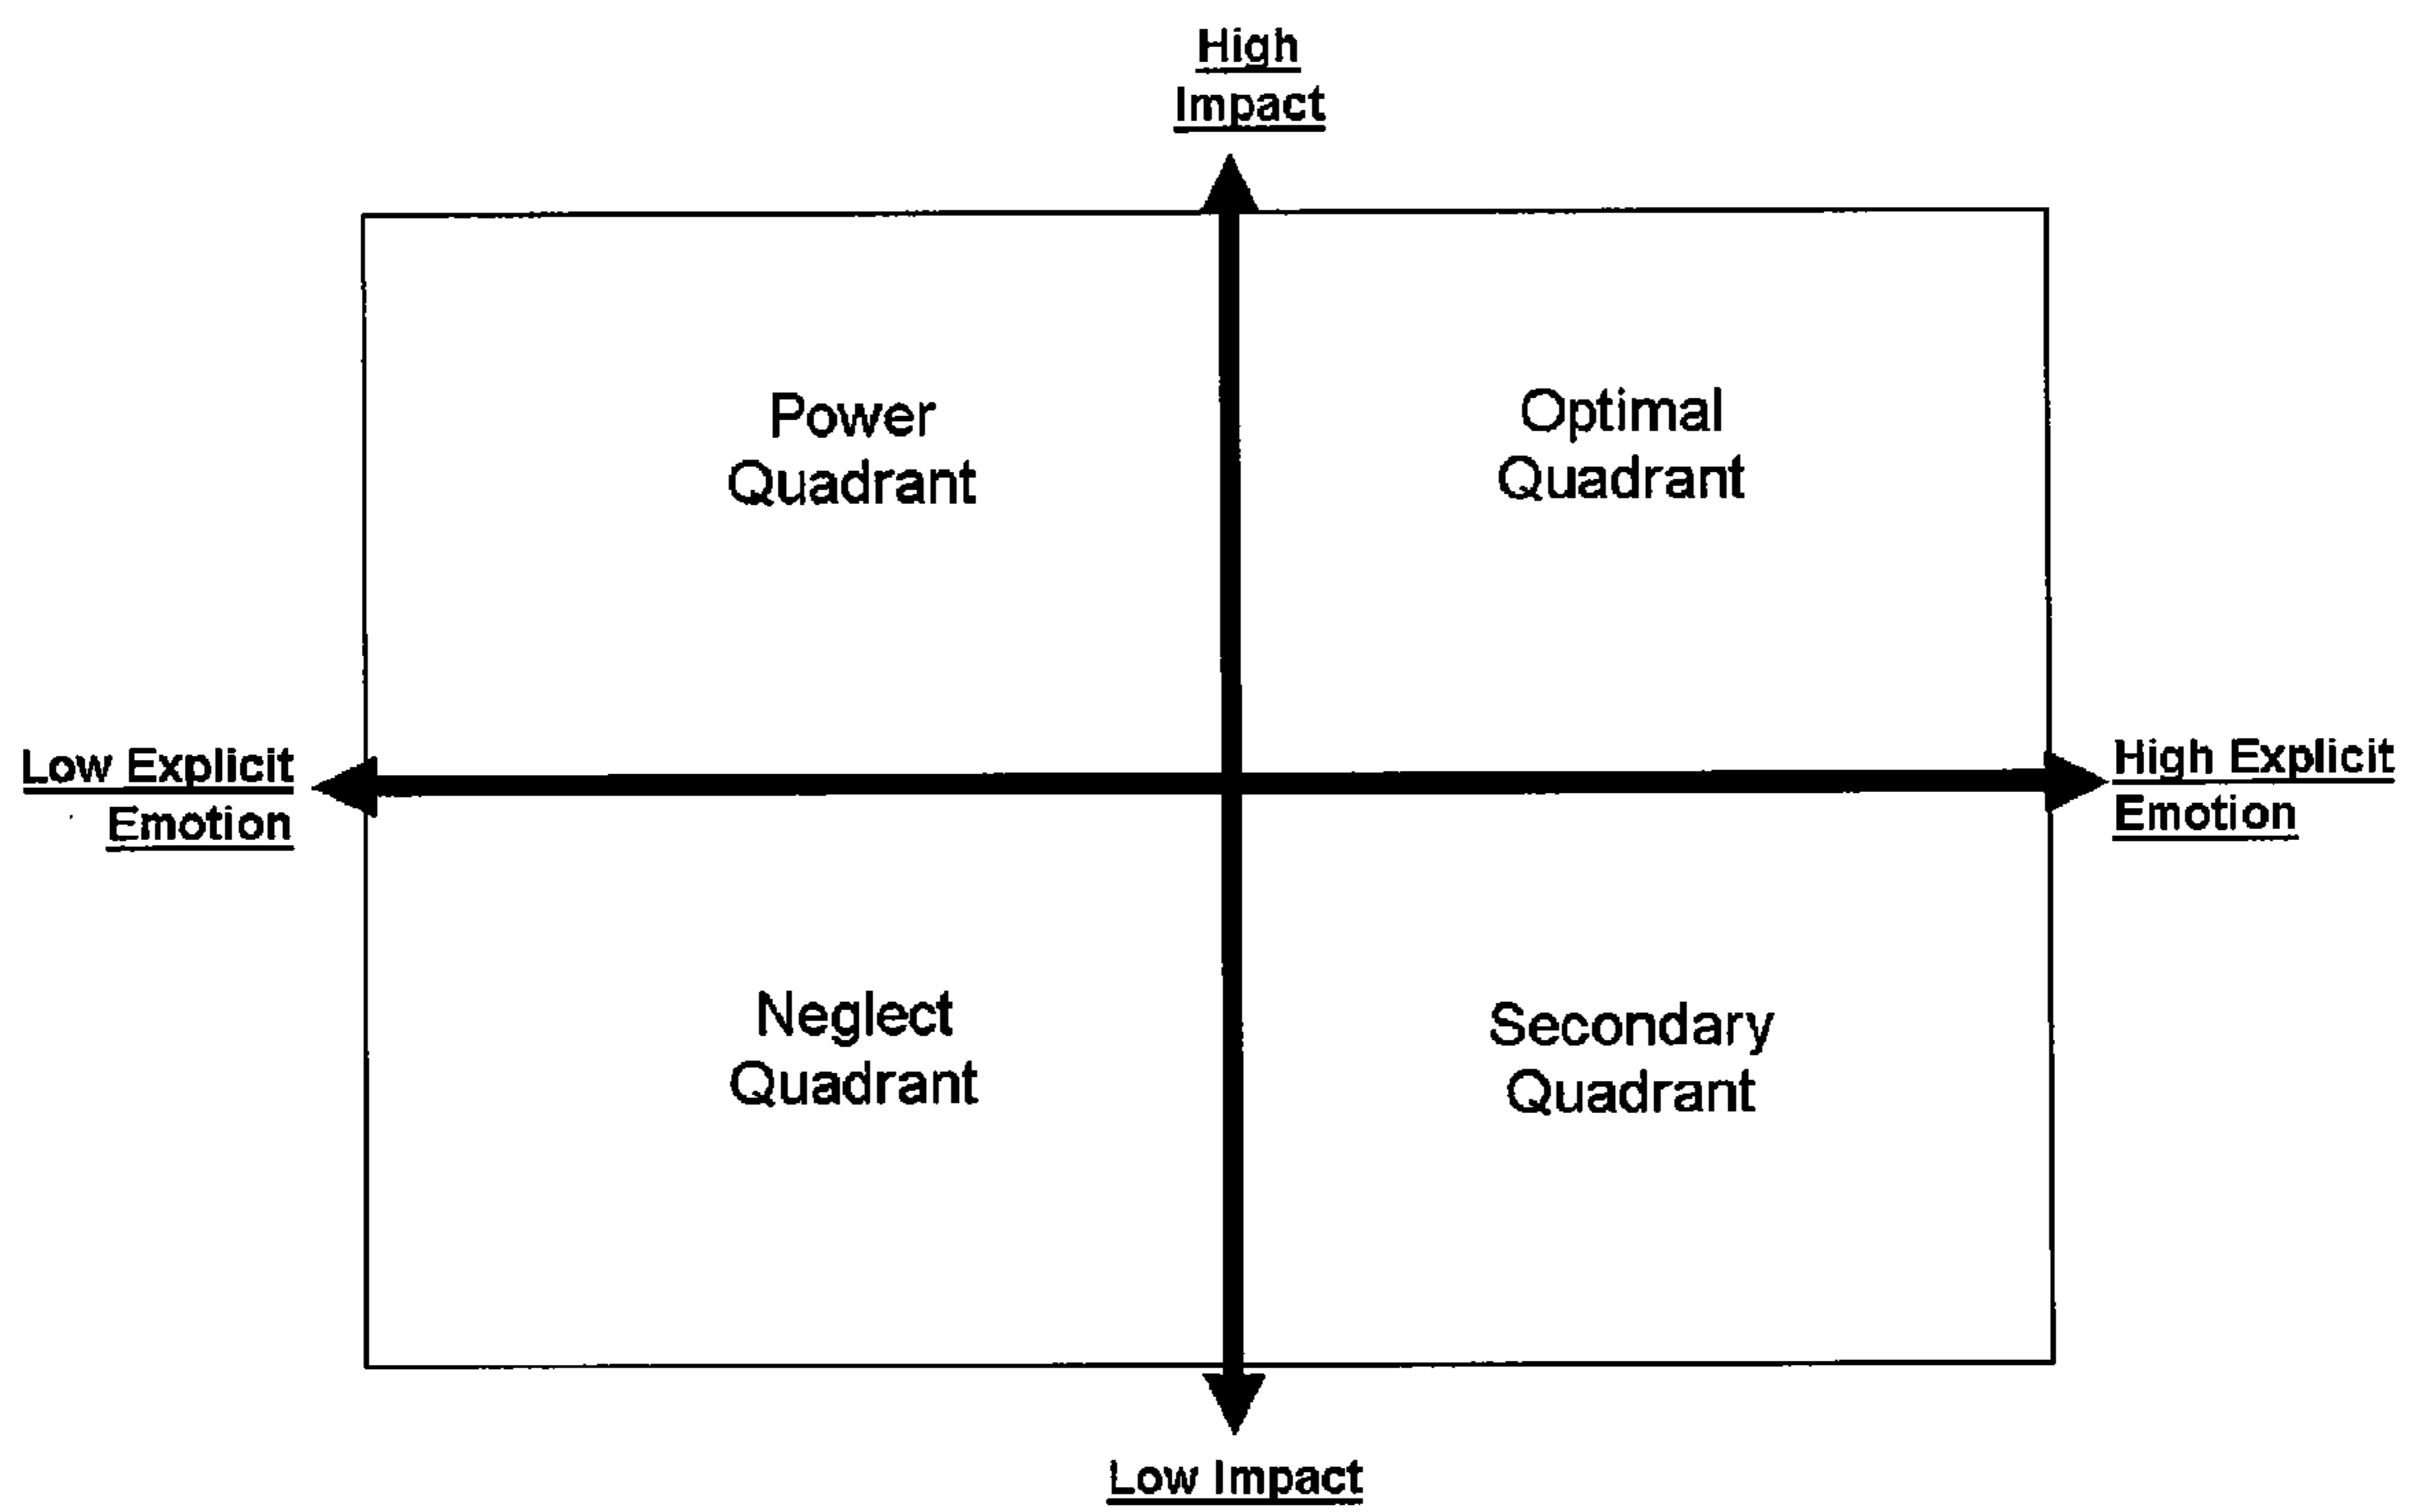 High
Impact
Power
Quadrant
Optimal
Quadrant
Low Explicit
Emotion
High Explicit
Emotion
Neglect
Quadrant
Secondary
Quadrant
Low Impact